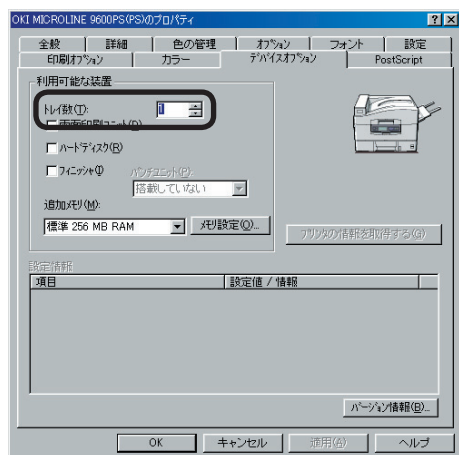 OKI MICROLINE 9600PS(PS)のプロパティ
全般 詳細 色の管理 オプション フォント 設定
印刷オプション カラー デバイスオプション PostScript
利用可能な装置
トレイ数(T): 1
両面印刷ユニット(D)
ハードディスク(R)
フィニッシャ(I) パンチユニット(P):
搭載していない
追加メモリ(M):
標準 256 MB RAM メモリ設定(O)...
プリンタの情報を取得する(G)
設定情報
項目 設定値 / 情報
バージョン情報(B)...
OK キャンセル 適用(A) ヘルプ